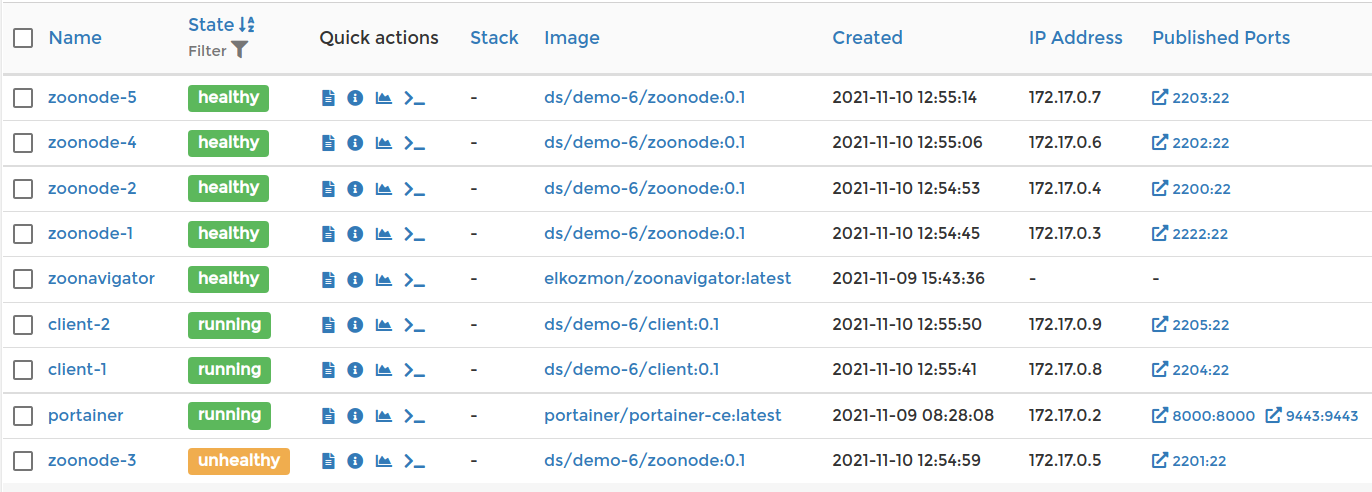 Name State Filter Quick actions Stack Image Created IP Address Published Ports
zoonode-5 healthy - ds/demo-6/zoonode:0.1 2021-11-10 12:55:14 172.17.0.7 2203:22
zoonode-4 healthy - ds/demo-6/zoonode:0.1 2021-11-10 12:55:06 172.17.0.6 2202:22
zoonode-2 healthy - ds/demo-6/zoonode:0.1 2021-11-10 12:54:53 172.17.0.4 2200:22
zoonode-1 healthy - ds/demo-6/zoonode:0.1 2021-11-10 12:54:45 172.17.0.3 2222:22
zoonavigator healthy - elkozmon/zoonavigator:latest 2021-11-09 15:43:36 - -
client-2 running - ds/demo-6/client:0.1 2021-11-10 12:55:50 172.17.0.9 2205:22
client-1 running - ds/demo-6/client:0.1 2021-11-10 12:55:41 172.17.0.8 2204:22
portainer running - portainer/portainer-ce:latest 2021-11-09 08:28:08 172.17.0.2 8000:8000 9443:9443
zoonode-3 unhealthy - ds/demo-6/zoonode:0.1 2021-11-10 12:54:59 172.17.0.5 2201:22